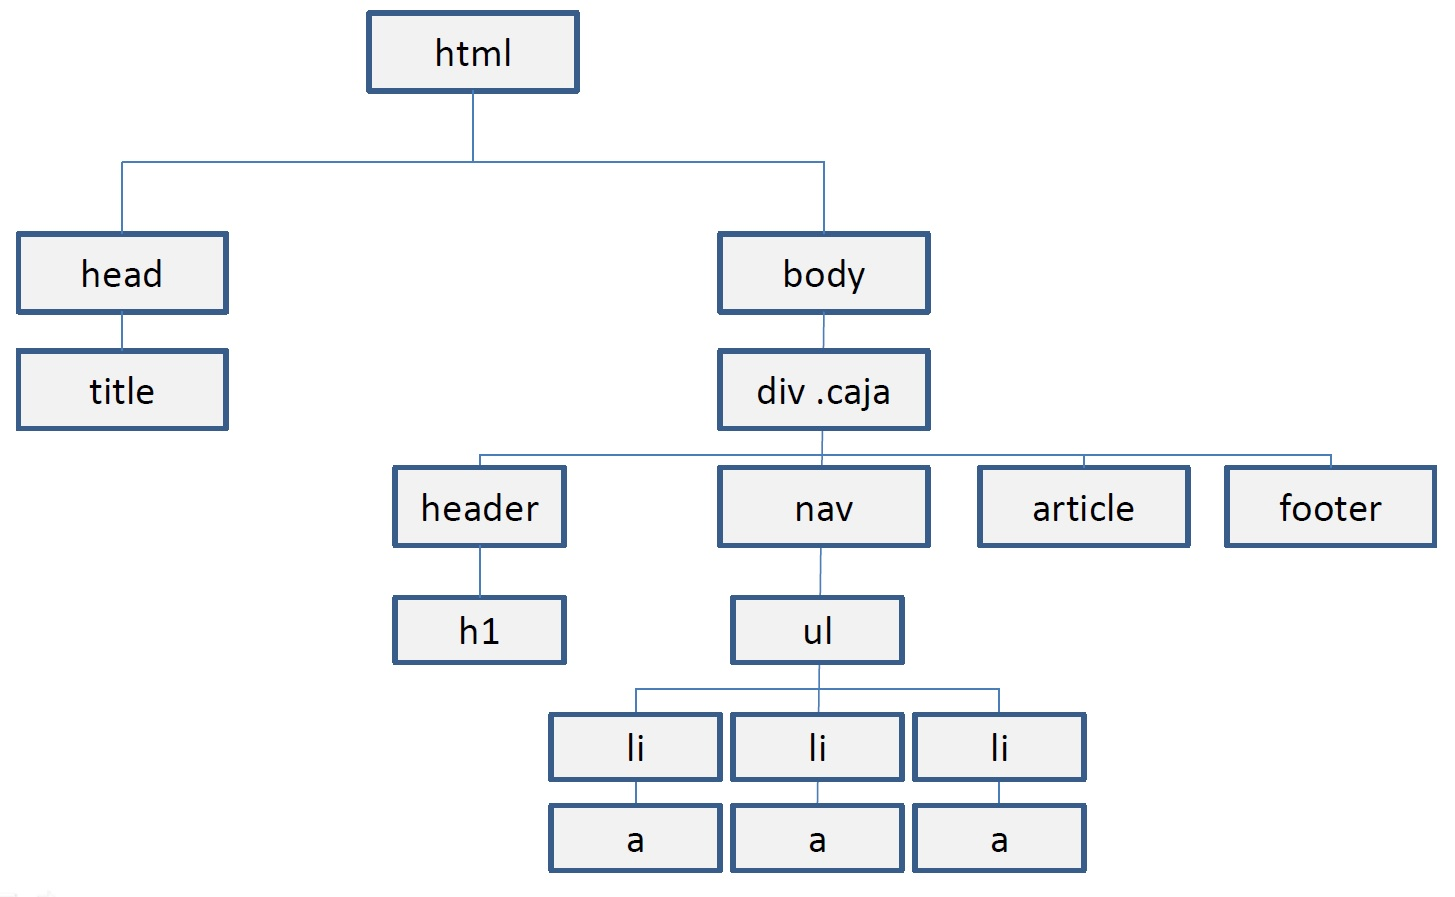 html
head
body
title
div .caja
header
nav
article
footer
h1
ul
li
li
li
a
a
a